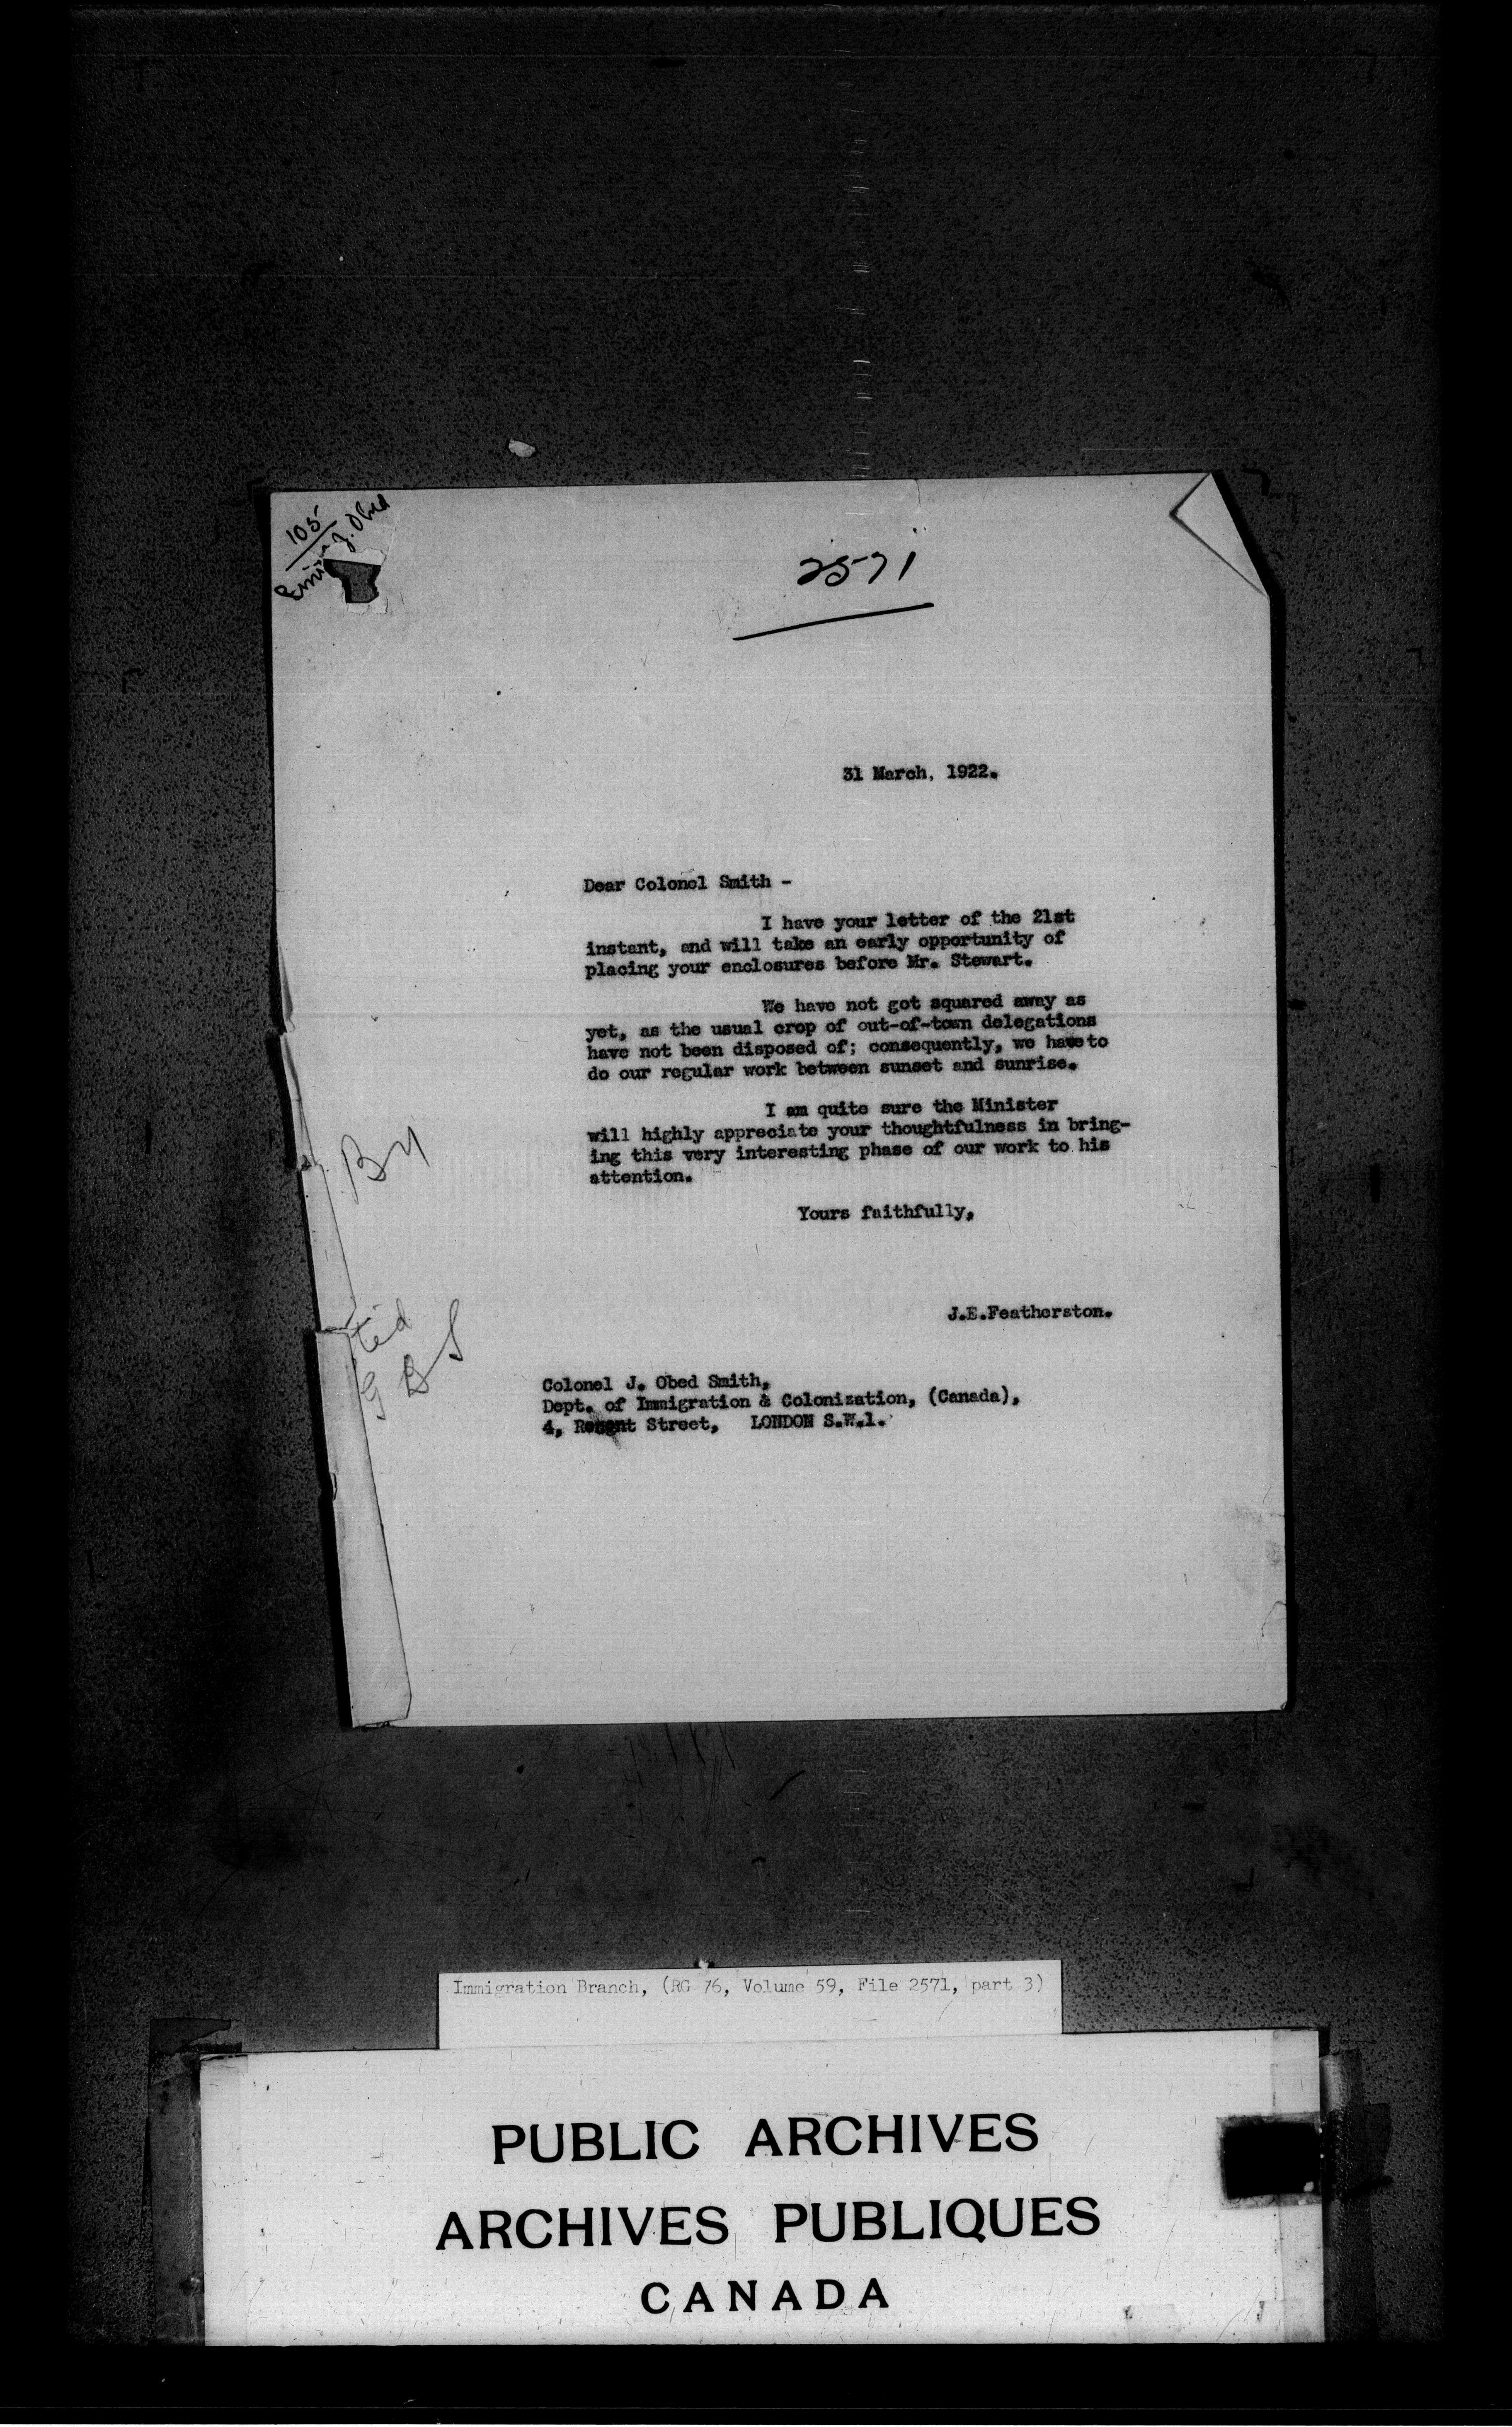 105
J. Obed
2571
31 March, 1922.
Dear Colonel Smith -
I have your letter of the 21st
instant, and will take an early opportunity of
placing your enclosures before Mr. Stewart.
We have not got squared away as
yet, as the usual crop of out-of-town delegations
have not been disposed of; consequently, we have to
do our regular work between sunset and sunrise.
I am quite sure the Minister
will highly appreciate your thoughtfulness in bring-
ing this very interesting phase of our work to his
attention.
Yours faithfully,
J.E.Featherston.
Colonel J. Obed Smith,
Dept. of Immigration & Colonization, (Canada),
4, Regent Street, LONDON S.W.1.
Immigration Branch, (RG 76, Volume 59, File 2571, part 3)
PUBLIC ARCHIVES
ARCHIVES PUBLIQUES
CANADA